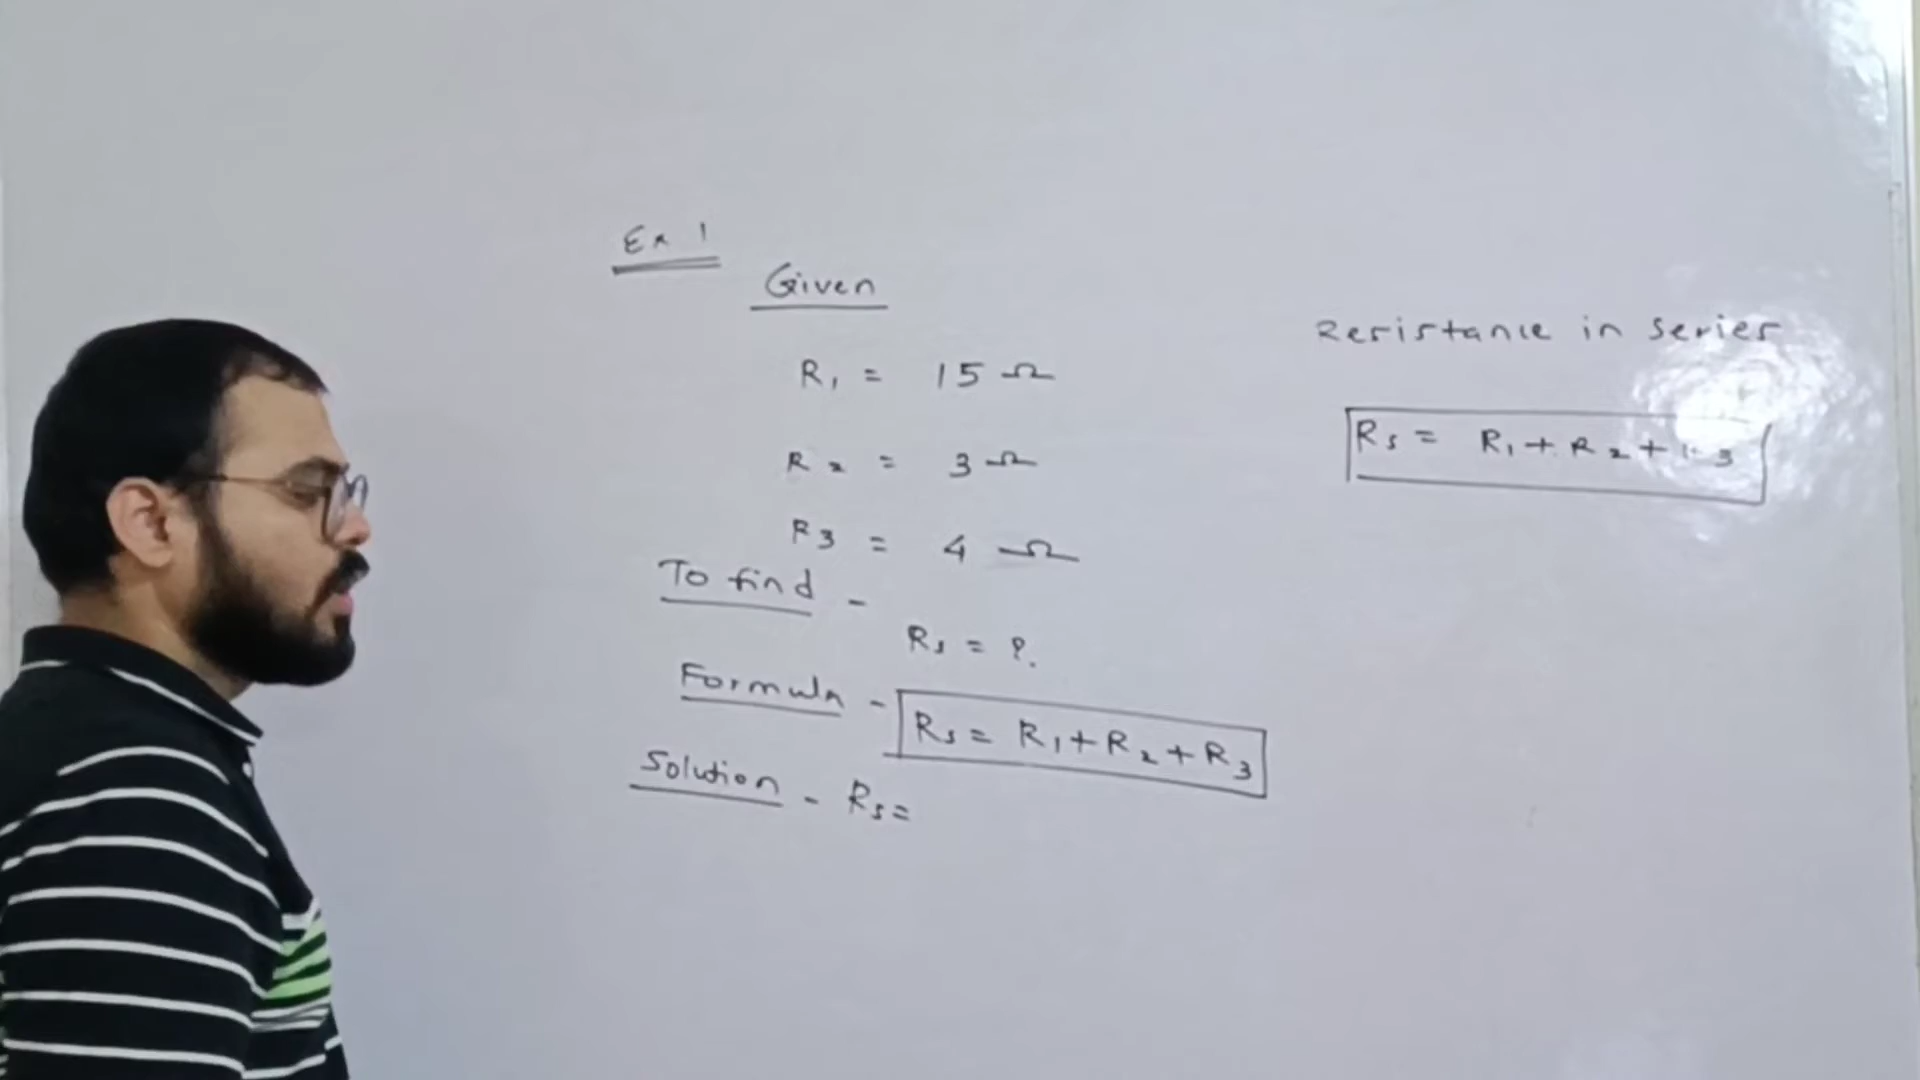 Ex 1
Given
R1 = 15 Ω
R2 = 3 Ω
R3 = 4 Ω
To find -
Rs = ?.
Formula - Rs = R1 + R2 + R3
Solution - Rs =
Resistance in series
Rs = R1 + R2 + R3